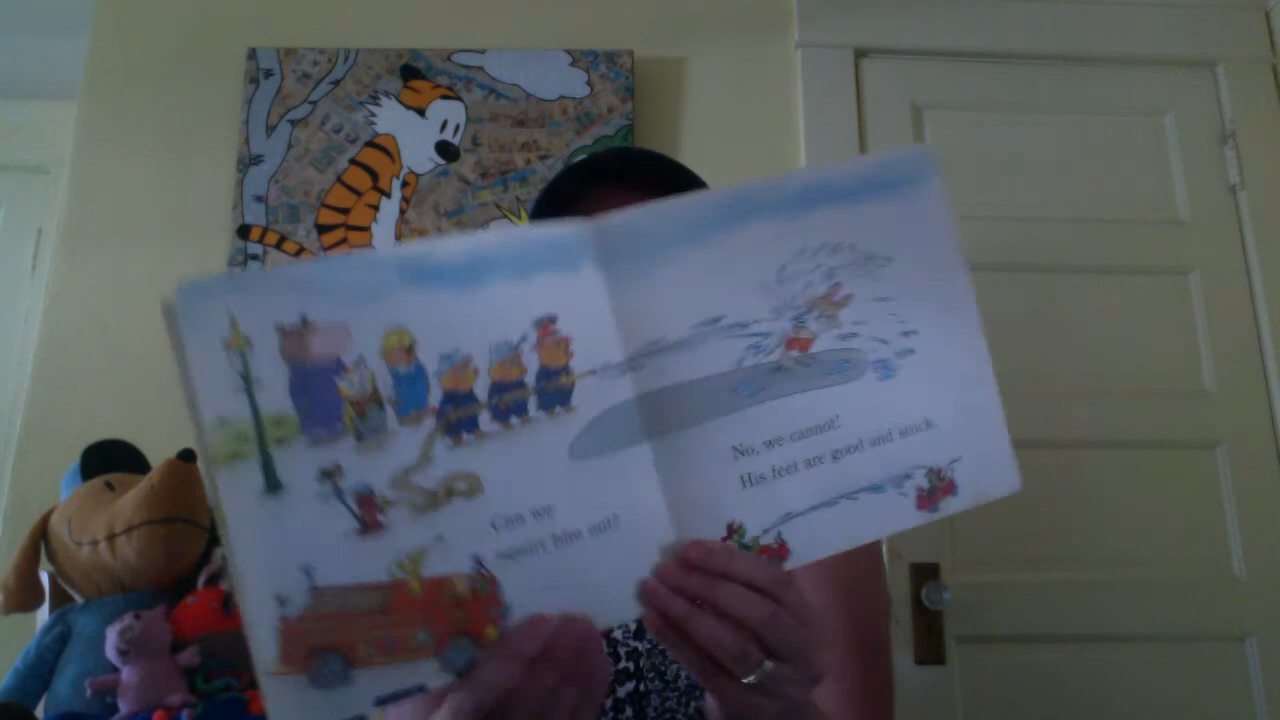 Can we
squirt him out?
No, we cannot!
His feet are good and stuck.